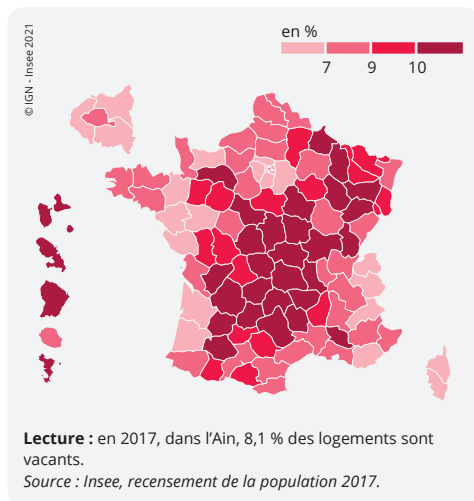 © IGN - Insee 2021
en %
7 9 10
Lecture : en 2017, dans l'Ain, 8,1 % des logements sont
vacants.
Source : Insee, recensement de la population 2017.